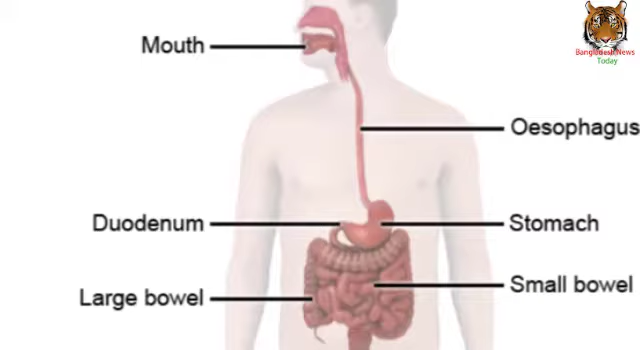 Mouth
Bangladesh News
Today
Oesophagus
Duodenum
Stomach
Small bowel
Large bowel